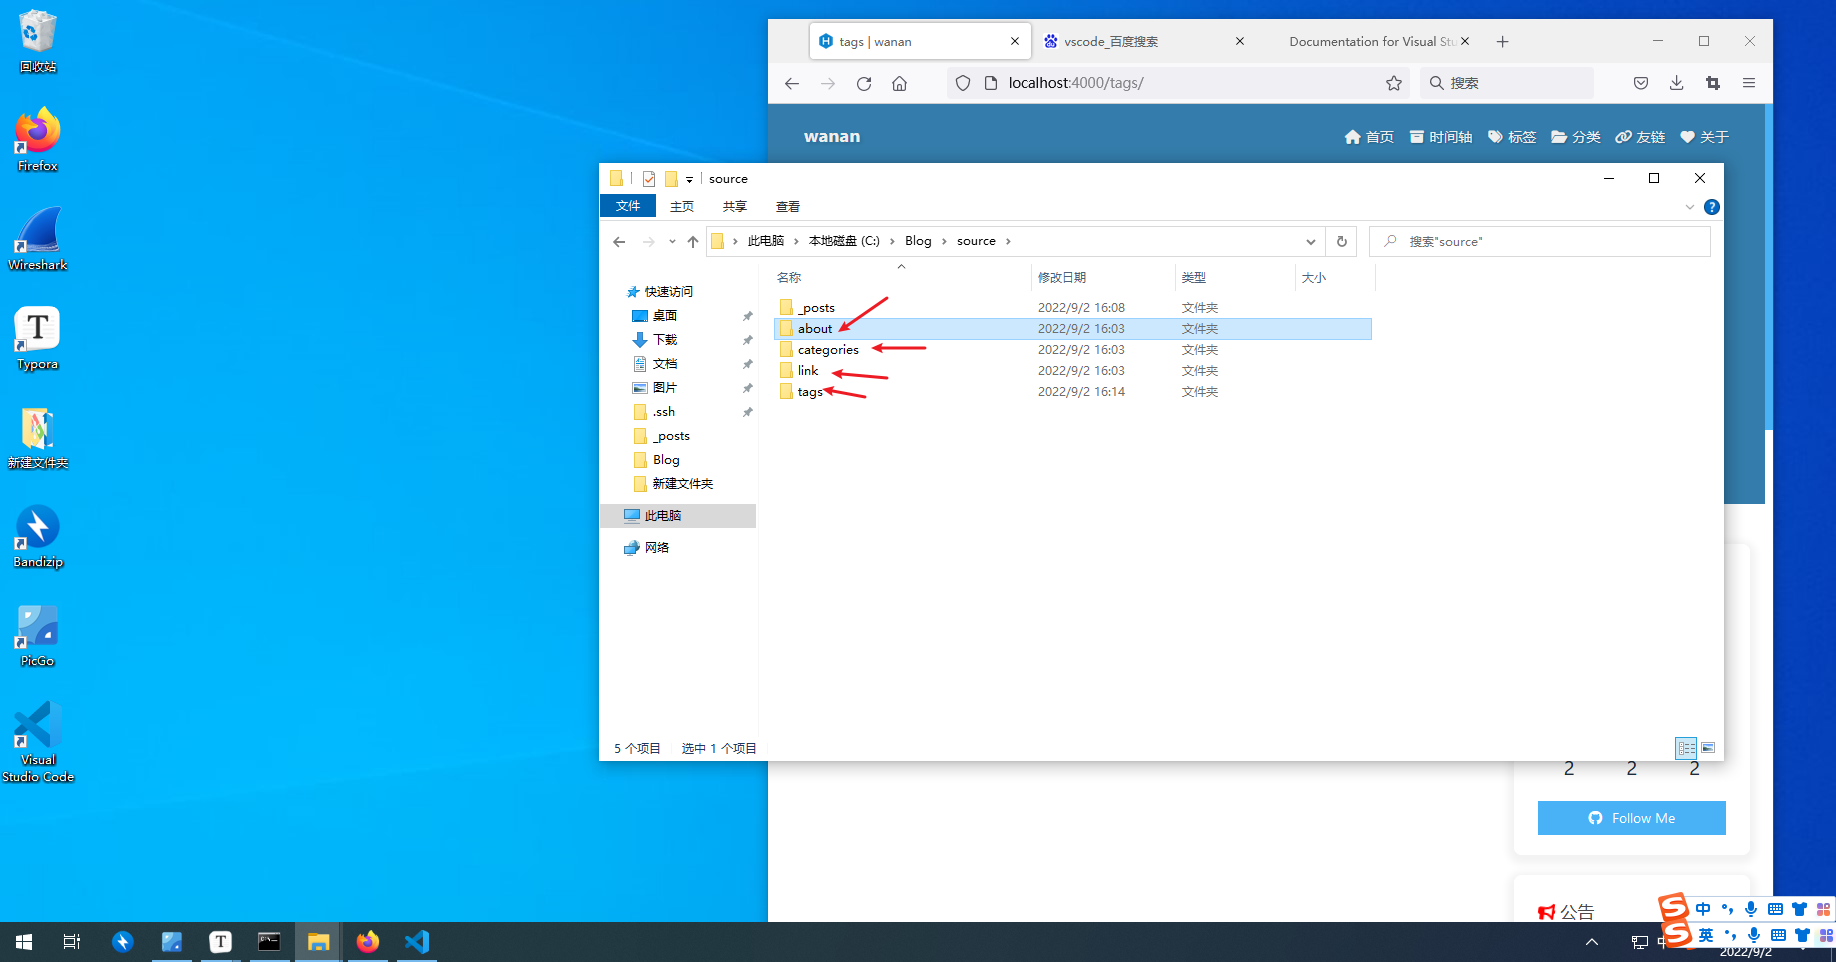 回收站
Firefox
Wireshark
Typora
新建文件夹
Bandizip
PicGo
Visual
Studio Code
tags | wanan
vscode_百度搜索
Documentation for Visual Stu
localhost:4000/tags/
搜索
wanan
首页 时间轴 标签 分类 友链 关于
source
文件 主页 共享 查看
此电脑 本地磁盘 (C:) Blog source
搜索"source"
名称 修改日期 类型 大小
_posts 2022/9/2 16:08 文件夹
about 2022/9/2 16:03 文件夹
categories 2022/9/2 16:03 文件夹
link 2022/9/2 16:03 文件夹
tags 2022/9/2 16:14 文件夹
快速访问
桌面
下载
文档
图片
.ssh
_posts
Blog
新建文件夹
此电脑
网络
5 个项目 选中 1 个项目
2 2 2
Follow Me
公告
中
英
2022/9/2